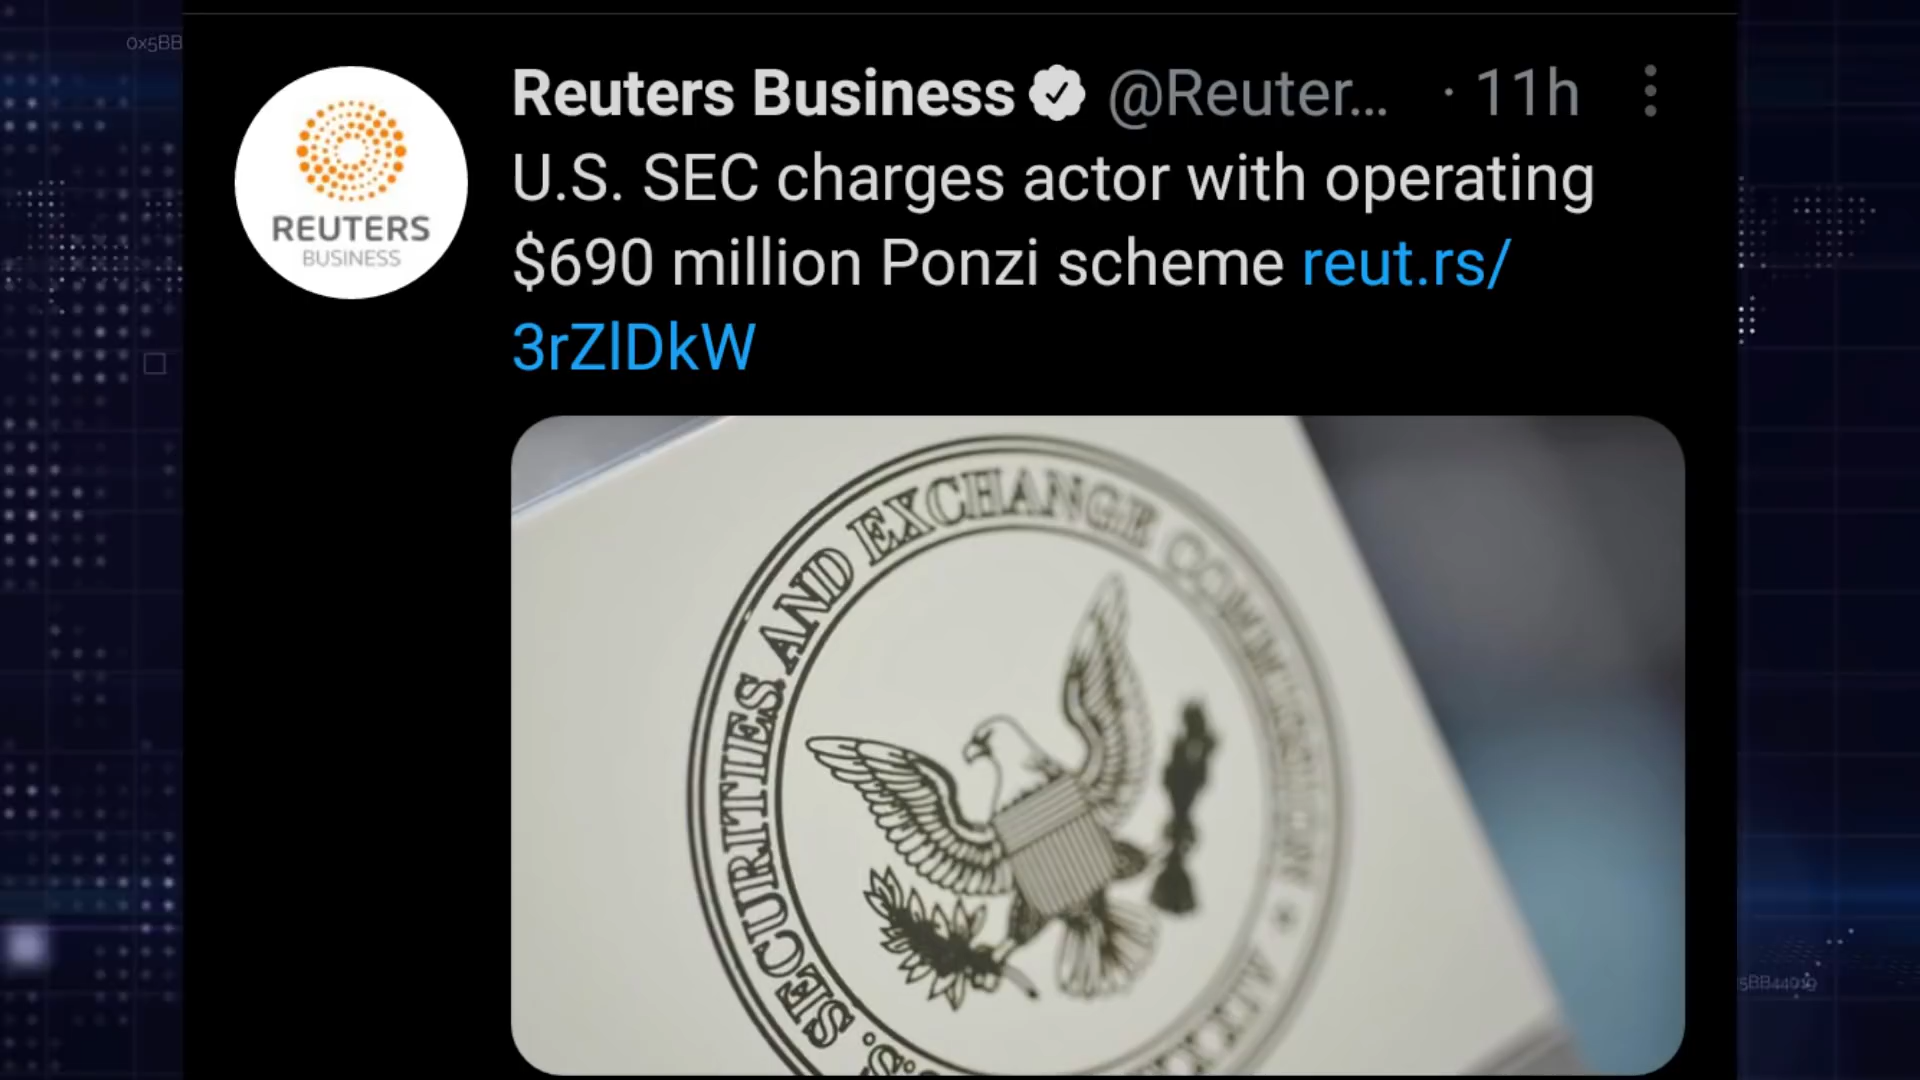 0x5BB
Reuters Business @Reuter... · 11h
U.S. SEC charges actor with operating
$690 million Ponzi scheme reut.rs/
3rZlDkW
REUTERS
BUSINESS
U.S. SECURITIES AND EXCHANGE COMMISSION
5BB44019